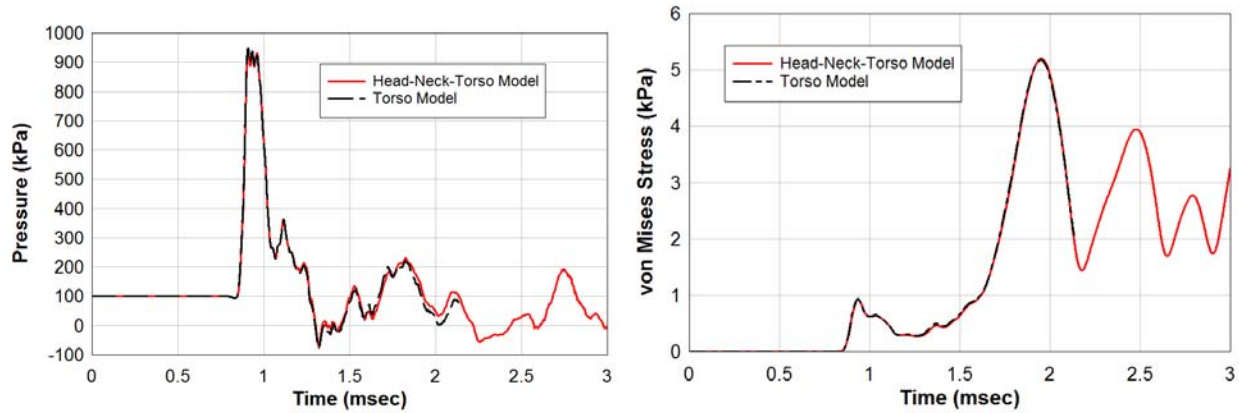 1000
900
800
700
600
500
400
300
200
100
0
-100
Pressure (kPa)
Head-Neck-Torso Model
Torso Model
0 0.5 1 1.5 2 2.5 3
Time (msec)
6
5
4
3
2
1
0
von Mises Stress (kPa)
Head-Neck-Torso Model
Torso Model
0 0.5 1 1.5 2 2.5 3
Time (msec)